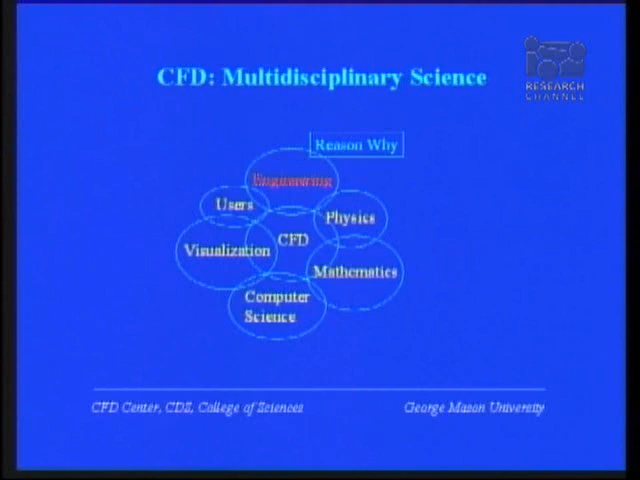 CFD: Multidisciplinary Science
RESEARCH
CHANNEL
Reason Why
Engineering
Users
Physics
CFD
Visualization
Mathematics
Computer
Science
CFD Center, CDS, College of Sciences
George Mason University